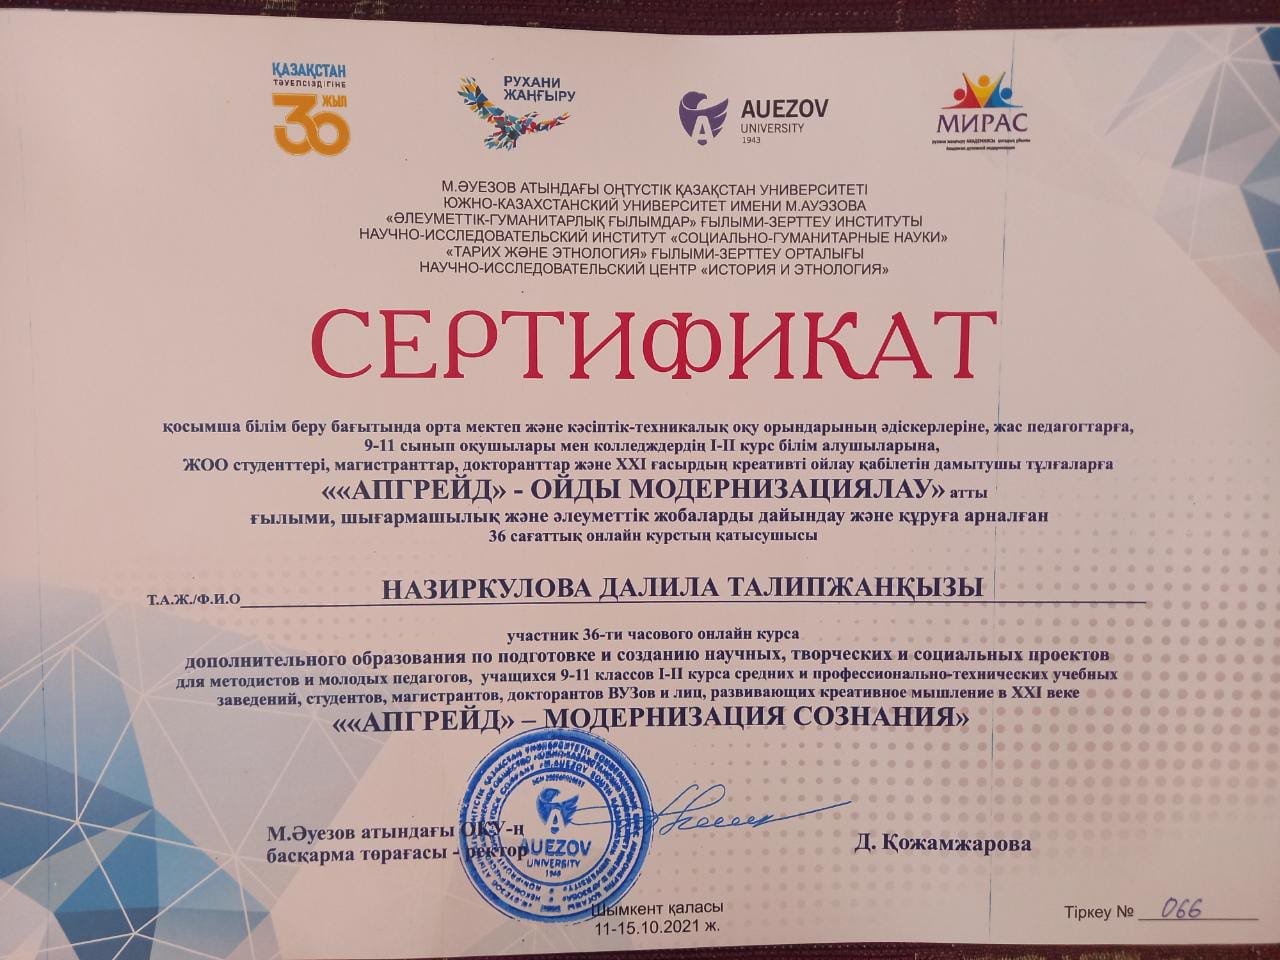 ҚАЗАҚСТАН
ТӘУЕЛСІЗДІГІНЕ
30 ЖЫЛ
РУХАНИ
ЖАҢҒЫРУ
AUEZOV
UNIVERSITY
1943
МИРАС
М.ӘУЕЗОВ АТЫНДАҒЫ ОҢТҮСТІК ҚАЗАҚСТАН УНИВЕРСИТЕТІ
ЮЖНО-КАЗАХСТАНСКИЙ УНИВЕРСИТЕТ ИМЕНИ М.АУЭЗОВА
«ӘЛЕУМЕТТІК-ГУМАНИТАРЛЫҚ ҒЫЛЫМДАР» ҒЫЛЫМИ-ЗЕРТТЕУ ИНСТИТУТЫ
НАУЧНО-ИССЛЕДОВАТЕЛЬСКИЙ ИНСТИТУТ «СОЦИАЛЬНО-ГУМАНИТАРНЫЕ НАУКИ»
«ТАРИХ ЖӘНЕ ЭТНОЛОГИЯ» ҒЫЛЫМИ-ЗЕРТТЕУ ОРТАЛЫҒЫ
НАУЧНО-ИССЛЕДОВАТЕЛЬСКИЙ ЦЕНТР «ИСТОРИЯ И ЭТНОЛОГИЯ»
СЕРТИФИКАТ
қосымша білім беру бағытында орта мектеп және кәсіптік-техникалық оқу орындарының әдіскерлеріне, жас педагогтарға,
9-11 сынып оқушылары мен колледждердің І-ІІ курс білім алушыларына,
ЖОО студенттері, магистранттар, докторанттар және ХХІ ғасырдың креативті ойлау қабілетін дамытушы тұлғаларға
««АПГРЕЙД» - ОЙДЫ МОДЕРНИЗАЦИЯЛАУ» атты
ғылыми, шығармашылық және әлеуметтік жобаларды дайындау және құруға арналған
36 сағаттық онлайн курстың қатысушысы
Т.А.Ж./Ф.И.О НАЗИРКУЛОВА ДАЛИЛА ТАЛИПЖАНҚЫЗЫ
участник 36-ти часового онлайн курса
дополнительного образования по подготовке и созданию научных, творческих и социальных проектов
для методистов и молодых педагогов, учащихся 9-11 классов І-ІІ курса средних и профессионально-технических учебных
заведений, студентов, магистрантов, докторантов ВУЗов и лиц, развивающих креативное мышление в ХХІ веке
««АПГРЕЙД» – МОДЕРНИЗАЦИЯ СОЗНАНИЯ»
М.Әуезов атындағы ОҚУ-ң
басқарма төрағасы - ректор
AUEZOV
UNIVERSITY
Д. Қожамжарова
Шымкент қаласы
11-15.10.2021 ж.
Тіркеу № 066